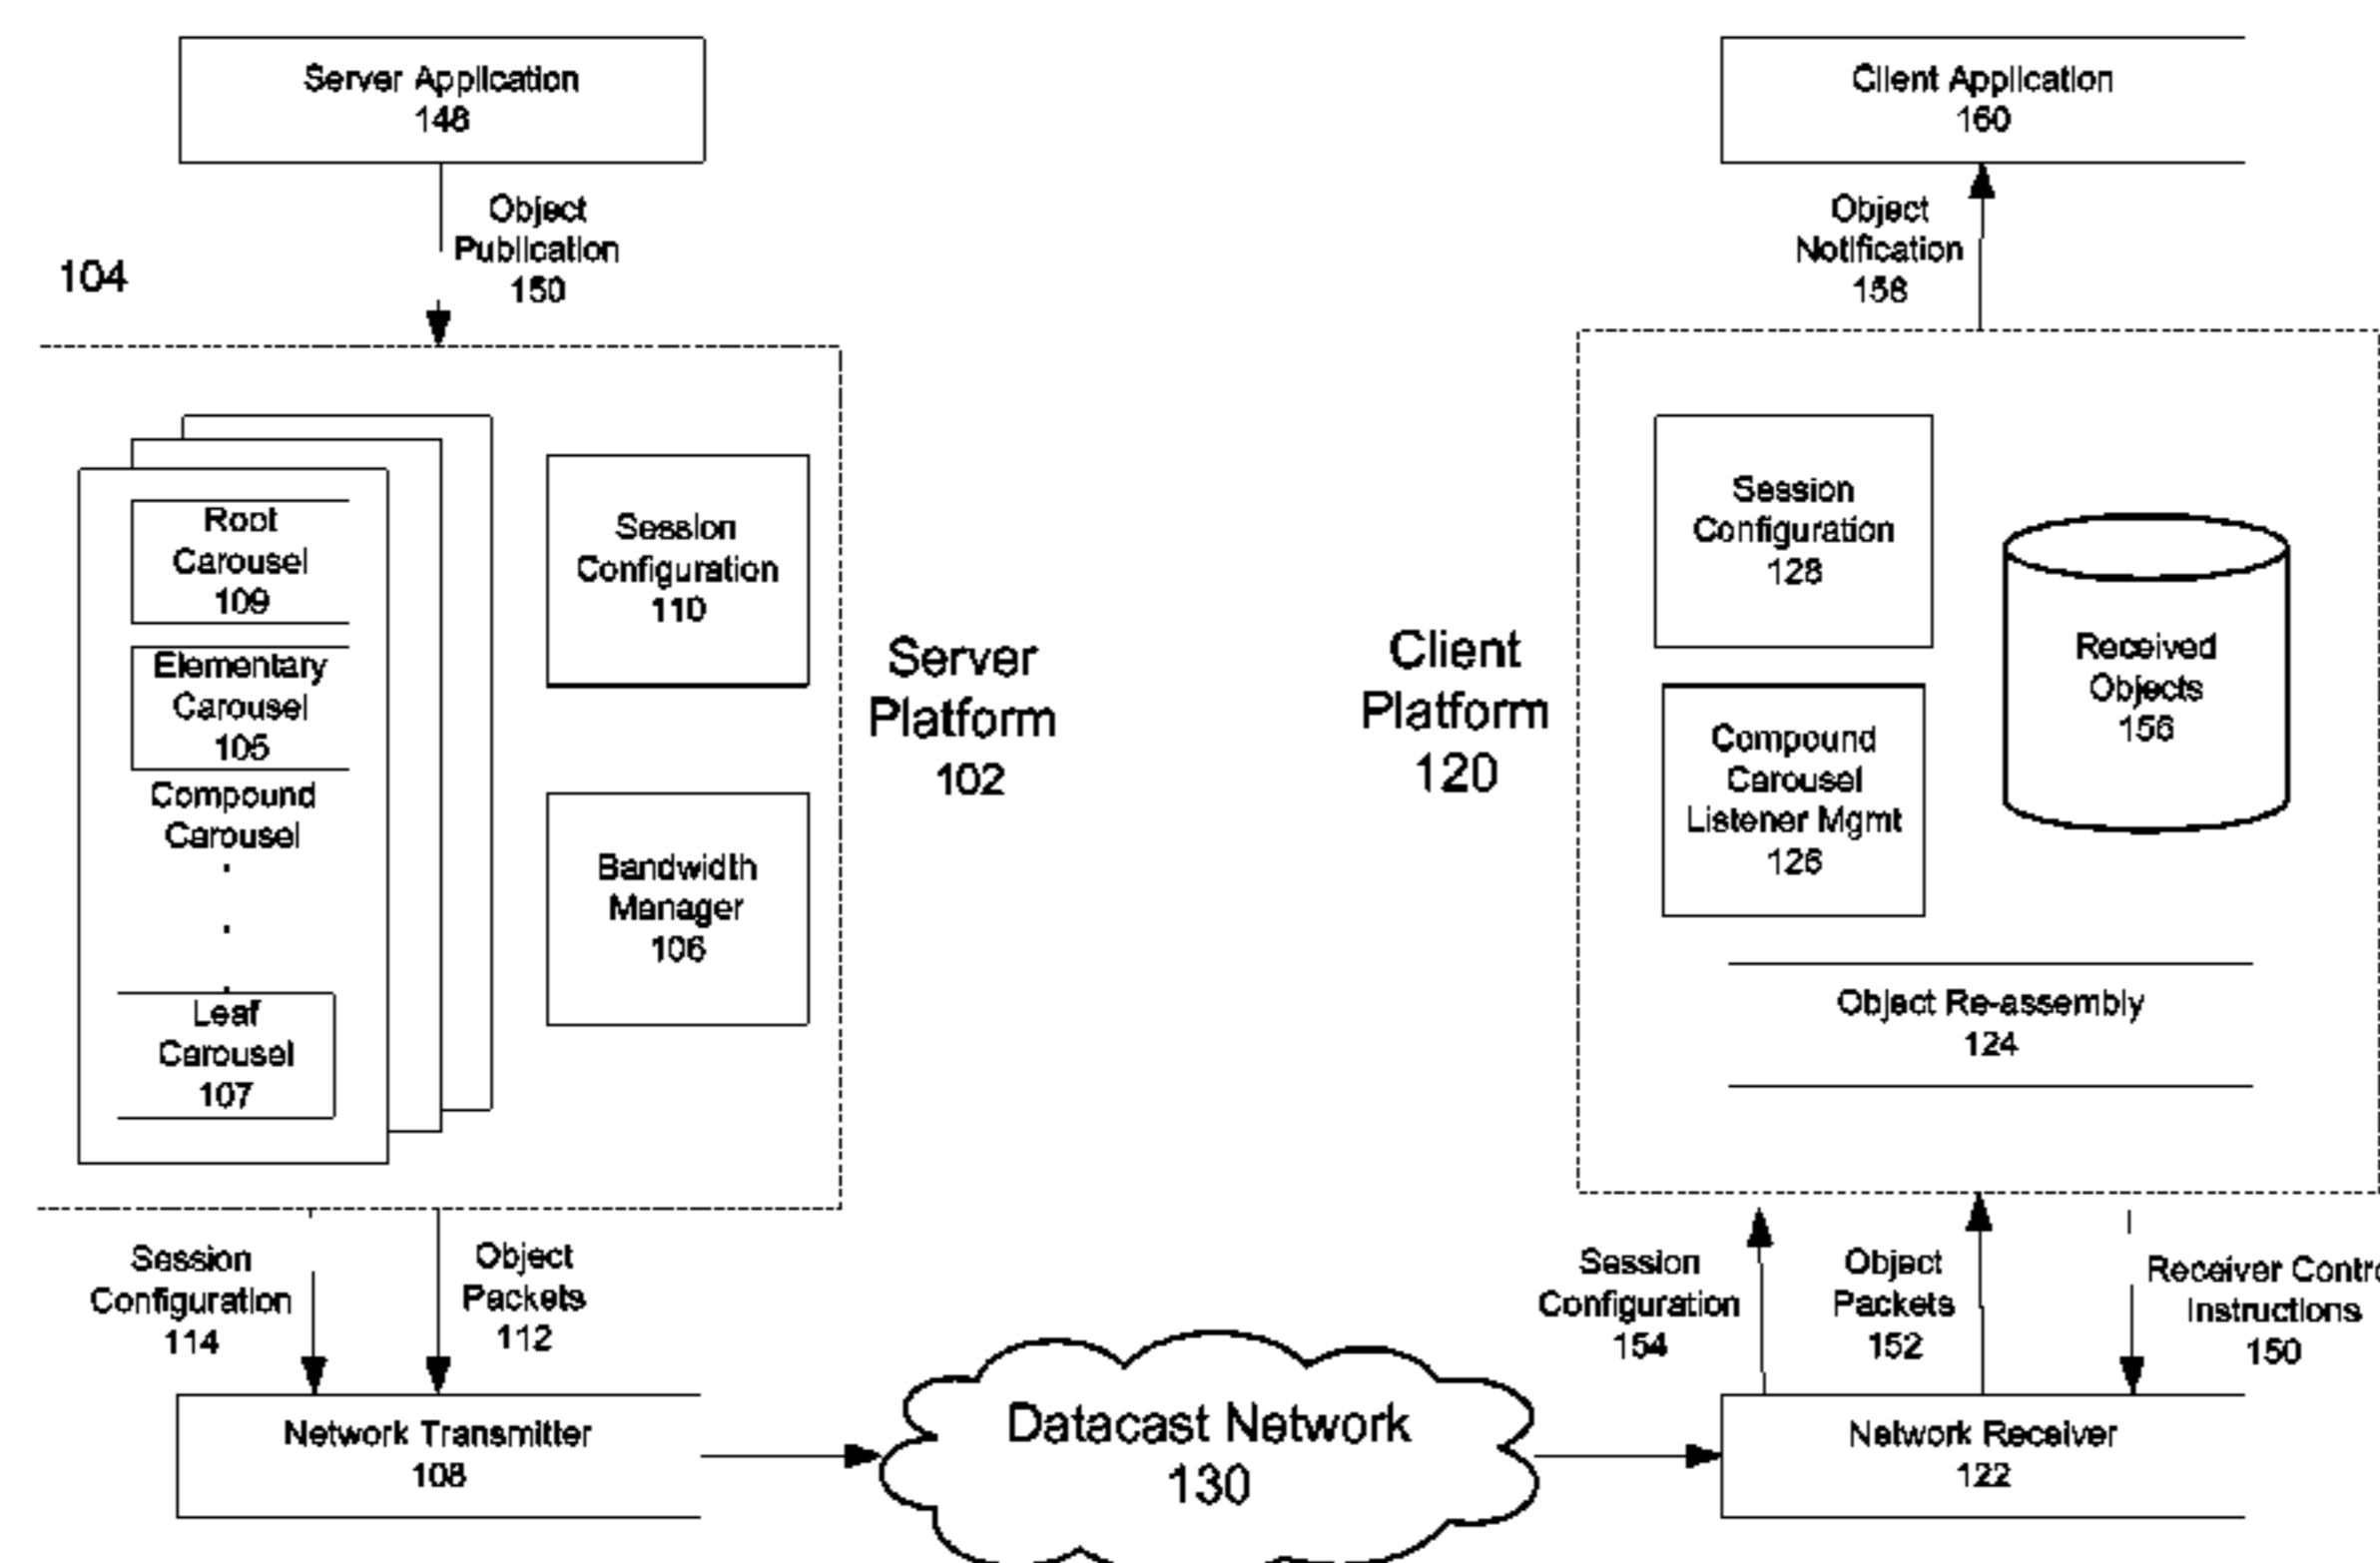 Server Application
148
Object
Publication
150
104
Root
Carousel
109
Elementary
Carousel
105
Compound
Carousel
.
.
.
Leaf
Carousel
107
Session
Configuration
110
Bandwidth
Manager
106
Server
Platform
102
Session
Configuration
114
Object
Packets
112
Network Transmitter
108
Datacast Network
130
Client Application
160
Object
Notification
158
Client
Platform
120
Session
Configuration
128
Compound
Carousel
Listener Mgmt
126
Received
Objects
156
Object Re-assembly
124
Session
Configuration
154
Object
Packets
152
Receiver Contro
Instructions
150
Network Receiver
122